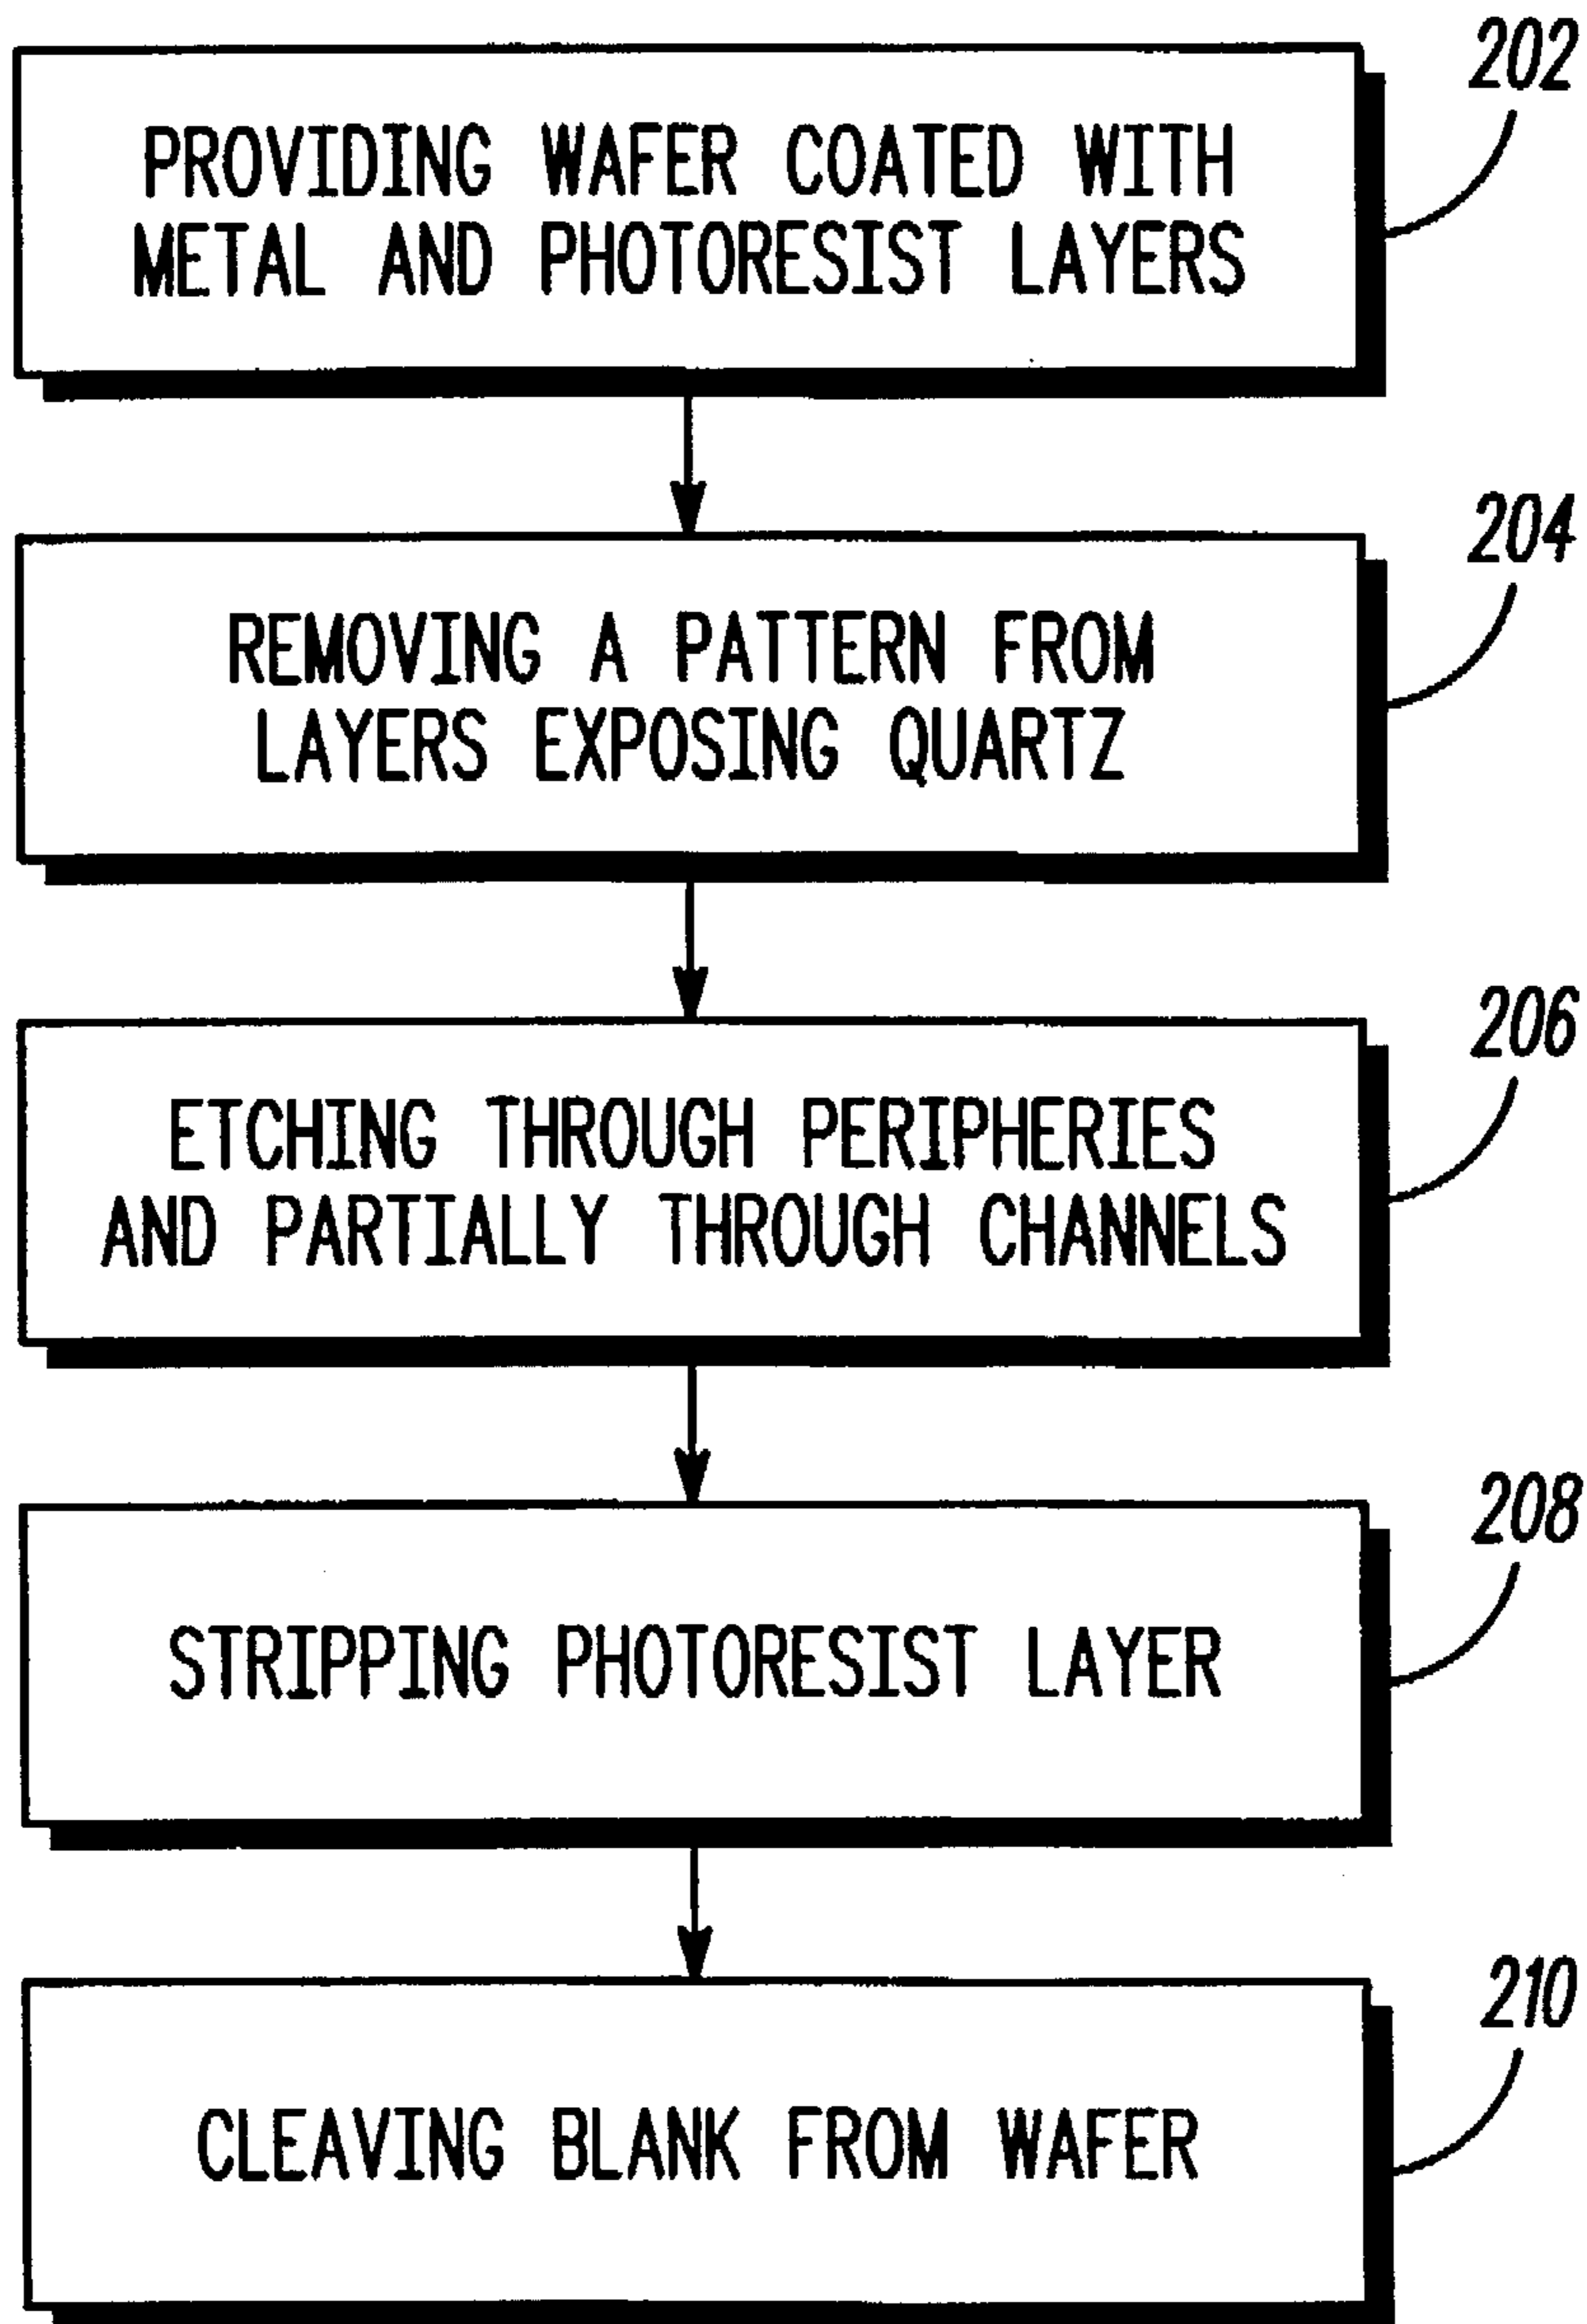 202
PROVIDING WAFER COATED WITH
METAL AND PHOTORESIST LAYERS
204
REMOVING A PATTERN FROM
LAYERS EXPOSING QUARTZ
206
ETCHING THROUGH PERIPHERIES
AND PARTIALLY THROUGH CHANNELS
208
STRIPPING PHOTORESIST LAYER
210
CLEAVING BLANK FROM WAFER